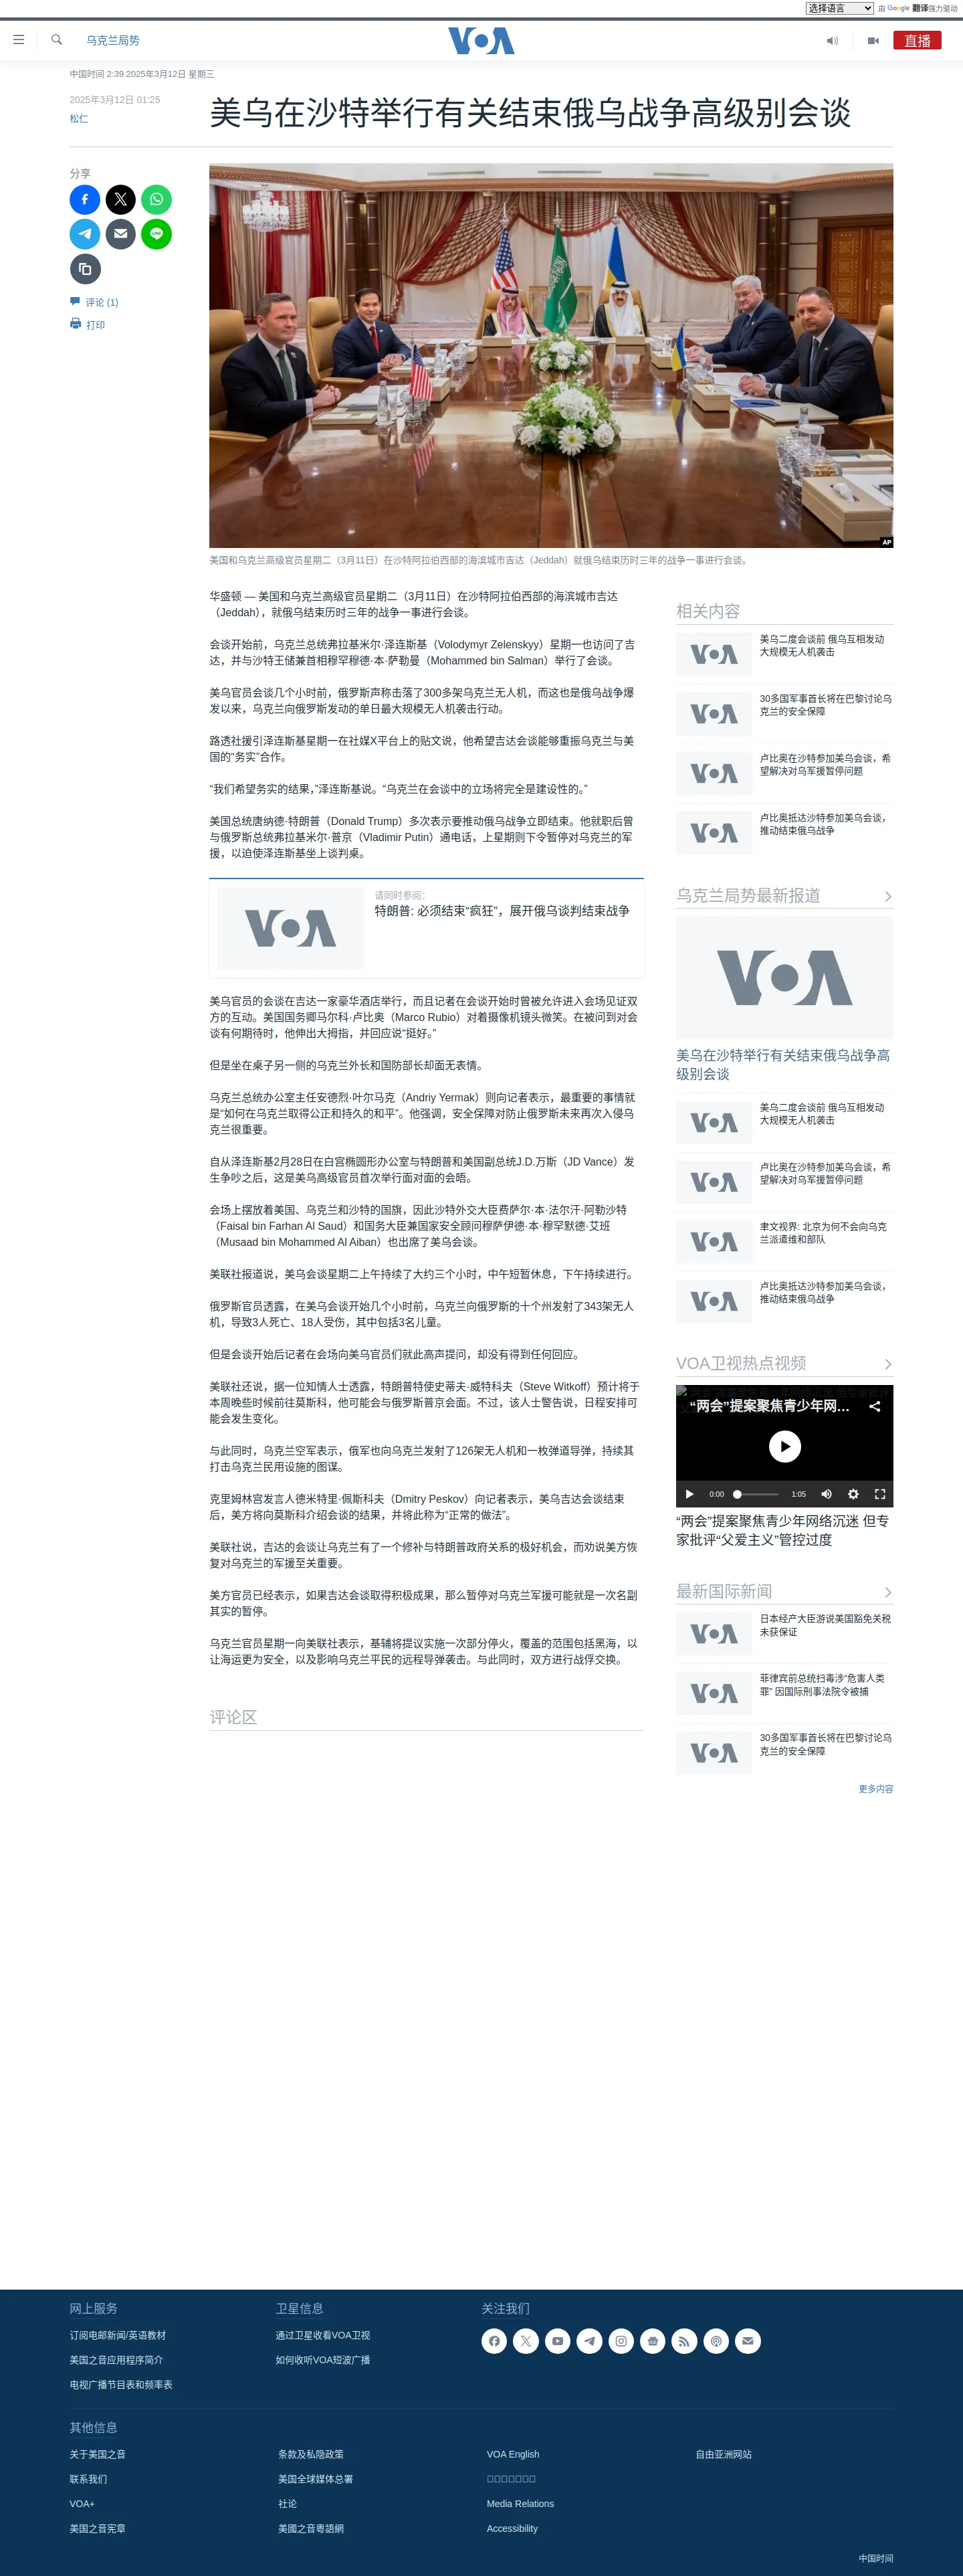 选择语言
由 Google 翻译强力驱动
乌克兰局势
VOA
直播
中国时间 2:39 2025年3月12日 星期三
2025年3月12日 01:25
松仁
美乌在沙特举行有关结束俄乌战争高级别会谈
分享
评论 (1)
打印
AP
美国和乌克兰高级官员星期二（3月11日）在沙特阿拉伯西部的海滨城市吉达（Jeddah）就俄乌结束历时三年的战争一事进行会谈。
华盛顿 — 美国和乌克兰高级官员星期二（3月11日）在沙特阿拉伯西部的海滨城市吉达
（Jeddah），就俄乌结束历时三年的战争一事进行会谈。
会谈开始前，乌克兰总统弗拉基米尔·泽连斯基（Volodymyr Zelenskyy）星期一也访问了吉
达，并与沙特王储兼首相穆罕穆德·本·萨勒曼（Mohammed bin Salman）举行了会谈。
美乌官员会谈几个小时前，俄罗斯声称击落了300多架乌克兰无人机，而这也是俄乌战争爆
发以来，乌克兰向俄罗斯发动的单日最大规模无人机袭击行动。
路透社援引泽连斯基星期一在社媒X平台上的贴文说，他希望吉达会谈能够重振乌克兰与美
国的“务实”合作。
“我们希望务实的结果，”泽连斯基说。“乌克兰在会谈中的立场将完全是建设性的。”
美国总统唐纳德·特朗普（Donald Trump）多次表示要推动俄乌战争立即结束。他就职后曾
与俄罗斯总统弗拉基米尔·普京（Vladimir Putin）通电话，上星期则下令暂停对乌克兰的军
援，以迫使泽连斯基坐上谈判桌。
VOA
请同时参阅：
特朗普: 必须结束“疯狂”，展开俄乌谈判结束战争
美乌官员的会谈在吉达一家豪华酒店举行，而且记者在会谈开始时曾被允许进入会场见证双
方的互动。美国国务卿马尔科·卢比奥（Marco Rubio）对着摄像机镜头微笑。在被问到对会
谈有何期待时，他伸出大拇指，并回应说“挺好。”
但是坐在桌子另一侧的乌克兰外长和国防部长却面无表情。
乌克兰总统办公室主任安德烈·叶尔马克（Andriy Yermak）则向记者表示，最重要的事情就
是“如何在乌克兰取得公正和持久的和平”。他强调，安全保障对防止俄罗斯未来再次入侵乌
克兰很重要。
自从泽连斯基2月28日在白宫椭圆形办公室与特朗普和美国副总统J.D.万斯（JD Vance）发
生争吵之后，这是美乌高级官员首次举行面对面的会晤。
会场上摆放着美国、乌克兰和沙特的国旗，因此沙特外交大臣费萨尔·本·法尔汗·阿勒沙特
（Faisal bin Farhan Al Saud）和国务大臣兼国家安全顾问穆萨伊德·本·穆罕默德·艾班
（Musaad bin Mohammed Al Aiban）也出席了美乌会谈。
美联社报道说，美乌会谈星期二上午持续了大约三个小时，中午短暂休息，下午持续进行。
俄罗斯官员透露，在美乌会谈开始几个小时前，乌克兰向俄罗斯的十个州发射了343架无人
机，导致3人死亡、18人受伤，其中包括3名儿童。
但是会谈开始后记者在会场向美乌官员们就此高声提问，却没有得到任何回应。
美联社还说，据一位知情人士透露，特朗普特使史蒂夫·威特科夫（Steve Witkoff）预计将于
本周晚些时候前往莫斯科，他可能会与俄罗斯普京会面。不过，该人士警告说，日程安排可
能会发生变化。
与此同时，乌克兰空军表示，俄军也向乌克兰发射了126架无人机和一枚弹道导弹，持续其
打击乌克兰民用设施的图谋。
克里姆林宫发言人德米特里·佩斯科夫（Dmitry Peskov）向记者表示，美乌吉达会谈结束
后，美方将向莫斯科介绍会谈的结果，并将此称为“正常的做法”。
美联社说，吉达的会谈让乌克兰有了一个修补与特朗普政府关系的极好机会，而劝说美方恢
复对乌克兰的军援至关重要。
美方官员已经表示，如果吉达会谈取得积极成果，那么暂停对乌克兰军援可能就是一次名副
其实的暂停。
乌克兰官员星期一向美联社表示，基辅将提议实施一次部分停火，覆盖的范围包括黑海，以
让海运更为安全，以及影响乌克兰平民的远程导弹袭击。与此同时，双方进行战俘交换。
评论区
相关内容
VOA
美乌二度会谈前 俄乌互相发动
大规模无人机袭击
VOA
30多国军事首长将在巴黎讨论乌
克兰的安全保障
VOA
卢比奥在沙特参加美乌会谈，希
望解决对乌军援暂停问题
VOA
卢比奥抵达沙特参加美乌会谈，
推动结束俄乌战争
乌克兰局势最新报道
VOA
美乌在沙特举行有关结束俄乌战争高
级别会谈
VOA
美乌二度会谈前 俄乌互相发动
大规模无人机袭击
VOA
卢比奥在沙特参加美乌会谈，希
望解决对乌军援暂停问题
VOA
聿文视界: 北京为何不会向乌克
兰派遣维和部队
VOA
卢比奥抵达沙特参加美乌会谈，
推动结束俄乌战争
VOA卫视热点视频
“两会”提案聚焦青少年网...
0:00
1:05
“两会”提案聚焦青少年网络沉迷 但专
家批评“父爱主义”管控过度
最新国际新闻
VOA
日本经产大臣游说美国豁免关税
未获保证
VOA
菲律宾前总统扫毒涉“危害人类
罪” 因国际刑事法院令被捕
VOA
30多国军事首长将在巴黎讨论乌
克兰的安全保障
更多内容
网上服务
订阅电邮新闻/英语教材
美国之音应用程序简介
电视广播节目表和频率表
卫星信息
通过卫星收看VOA卫视
如何收听VOA短波广播
关注我们
其他信息
关于美国之音
条款及私隐政策
VOA English
自由亚洲网站
联系我们
美国全球媒体总署
VOA+
社论
Media Relations
美国之音宪章
美國之音粵語網
Accessibility
中国时间